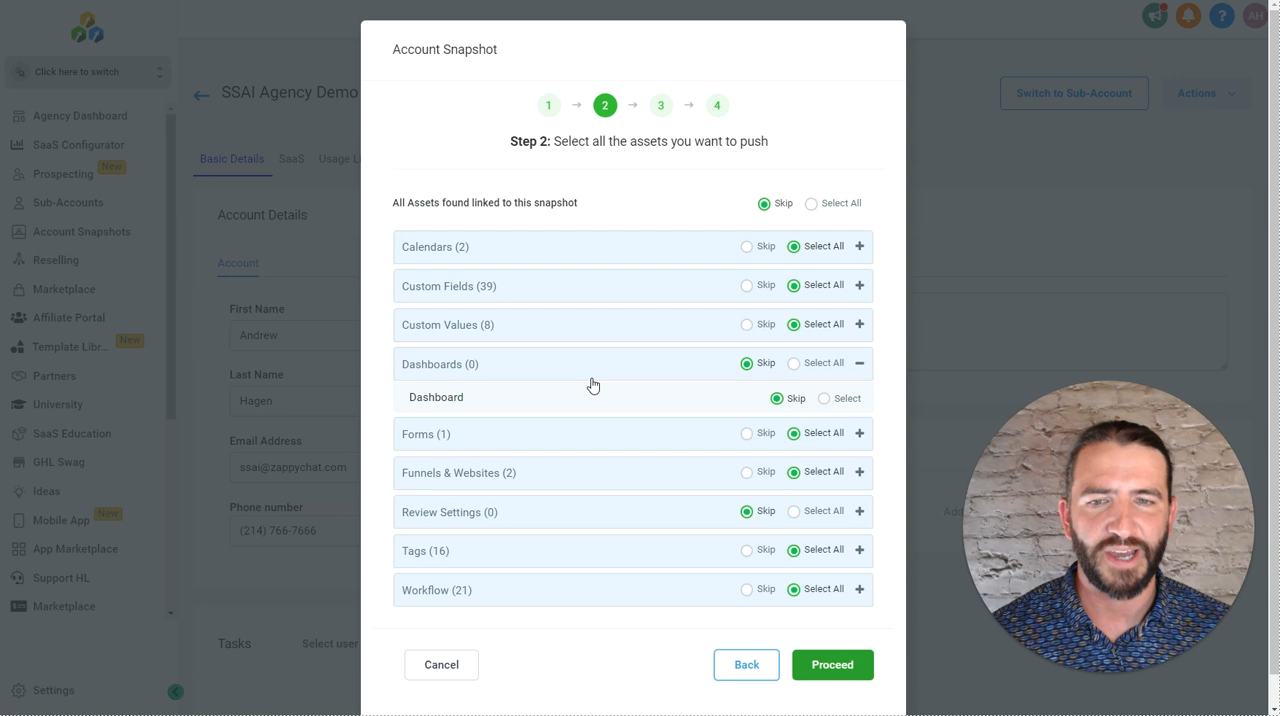 Account Snapshot
Click here to switch
AH
SSAI Agency Demo
Switch to Sub-Account
Actions
Agency Dashboard
SaaS Configurator
Prospecting New
Sub-Accounts
Account Snapshots
Reselling
Marketplace
Affiliate Portal
Template Libr... New
Partners
University
SaaS Education
GHL Swag
Ideas
Mobile App New
App Marketplace
Support HL
Marketplace
Settings
Basic Details
SaaS
Usage Li
Account Details
Account
First Name
Andrew
Last Name
Hagen
Email Address
ssai@zappychat.com
Phone number
(214) 766-7666
Tasks
Select user
Add
1 → 2 → 3 → 4
Step 2: Select all the assets you want to push
All Assets found linked to this snapshot Skip Select All
Calendars (2) Skip Select All +
Custom Fields (39) Skip Select All +
Custom Values (8) Skip Select All +
Dashboards (0) Skip Select All −
Dashboard Skip Select
Forms (1) Skip Select All +
Funnels & Websites (2) Skip Select All +
Review Settings (0) Skip Select All +
Tags (16) Skip Select All +
Workflow (21) Skip Select All +
Cancel
Back
Proceed